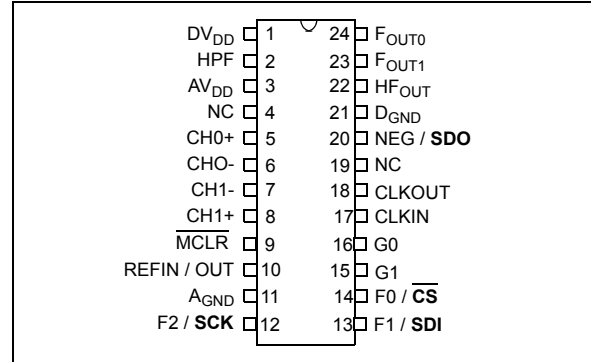 DVDD 1 24 FOUT0
HPF 2 23 FOUT1
AVDD 3 22 HFOUT
NC 4 21 DGND
CH0+ 5 20 NEG / SDO
CHO- 6 19 NC
CH1- 7 18 CLKOUT
CH1+ 8 17 CLKIN
MCLR 9 16 G0
REFIN / OUT 10 15 G1
AGND 11 14 F0 / CS
F2 / SCK 12 13 F1 / SDI